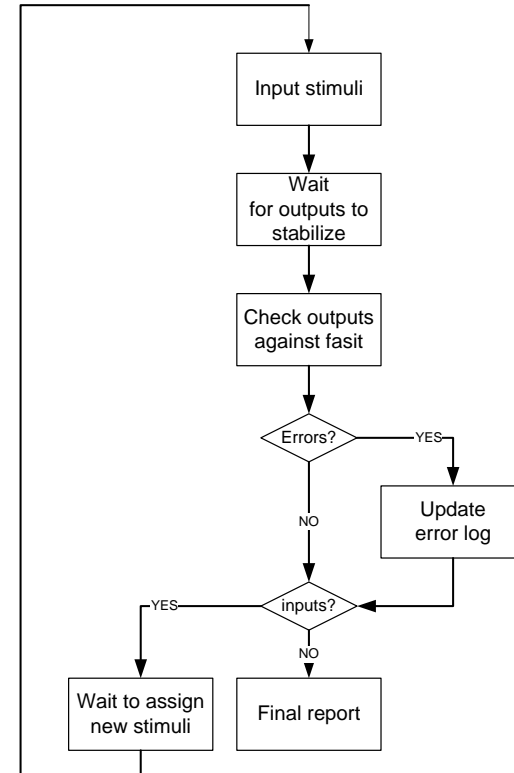 Input stimuli
Wait
for outputs to
stabilize
Check outputs
against fasit
Errors?
YES
NO
Update
error log
inputs?
YES
NO
Wait to assign
new stimuli
Final report